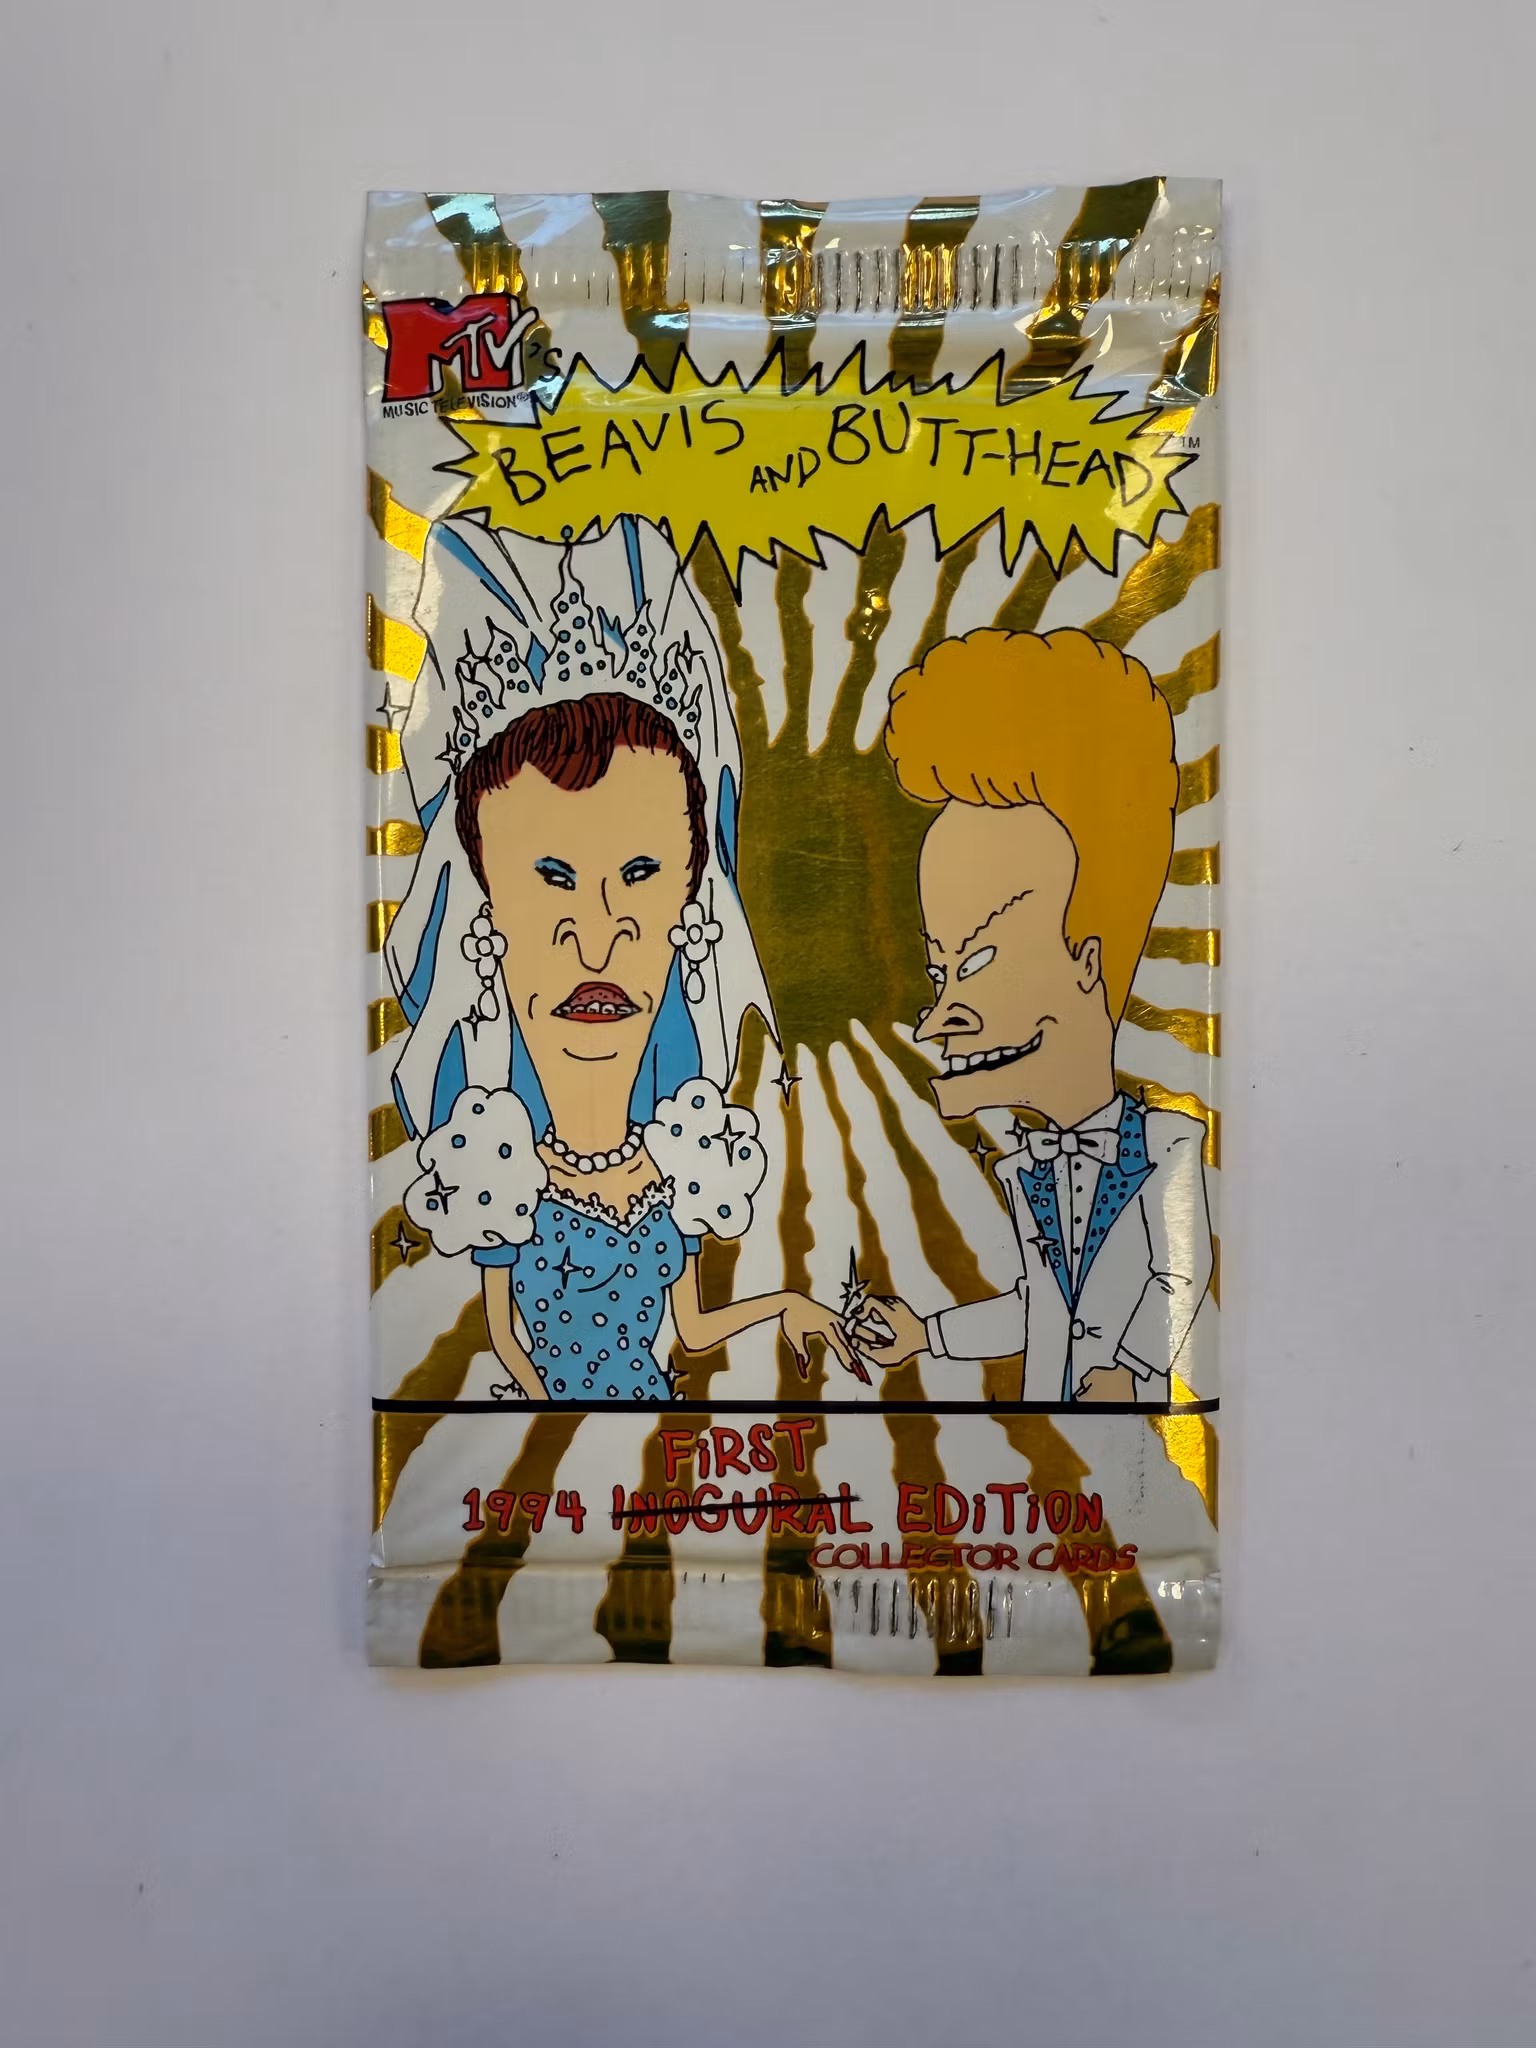 MTV'S
MUSIC TELEVISION®
BEAVIS AND BUTT-HEAD™
FiRST
1994 INOGURAL EDiTiON
COLLECTOR CARDS